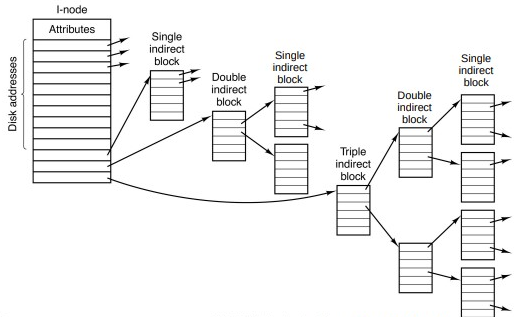 I-node
Attributes
Disk addresses
Single
indirect
block
Double
indirect
block
Single
indirect
block
Triple
indirect
block
Double
indirect
block
Single
indirect
block